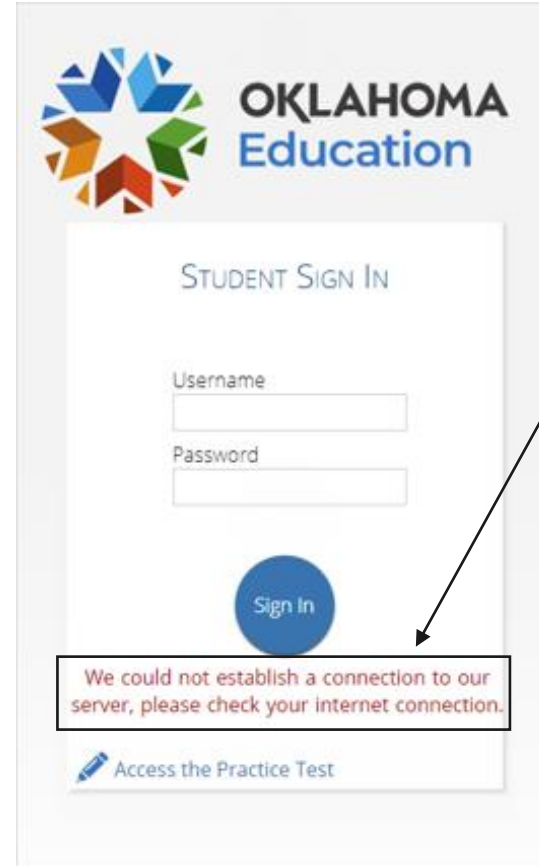 OKLAHOMA
Education
STUDENT SIGN IN
Username
Password
Sign In
We could not establish a connection to our
server, please check your internet connection.
Access the Practice Test